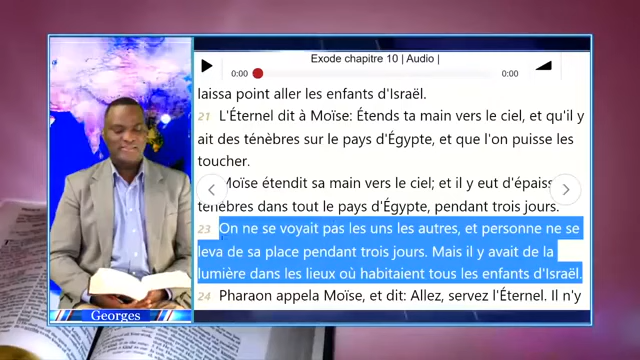 Exode chapitre 10 | Audio |
0:00
0:00
laissa point aller les enfants d'Israël.
21 L'Éternel dit à Moïse: Étends ta main vers le ciel, et qu'il y
ait des ténèbres sur le pays d'Égypte, et que l'on puisse les
toucher.
Moïse étendit sa main vers le ciel; et il y eut d'épaiss
ténèbres dans tout le pays d'Égypte, pendant trois jours.
23 On ne se voyait pas les uns les autres, et personne ne se
leva de sa place pendant trois jours. Mais il y avait de la
lumière dans les lieux où habitaient tous les enfants d'Israël.
24 Pharaon appela Moïse, et dit: Allez, servez l'Éternel. Il n'y
Georges